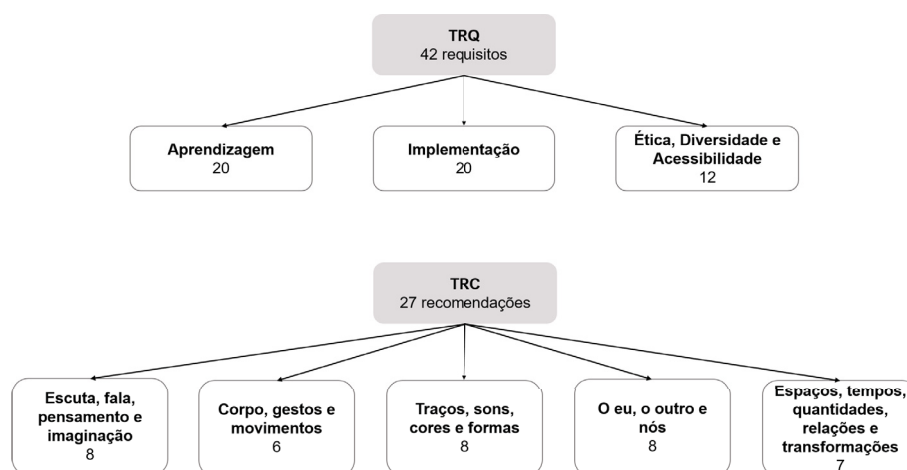 TRQ
42 requisitos
Aprendizagem
20
Implementação
20
Ética, Diversidade e
Acessibilidade
12
TRC
27 recomendações
Escuta, fala,
pensamento e
imaginação
8
Corpo, gestos e
movimentos
6
Traços, sons,
cores e formas
8
O eu, o outro e
nós
8
Espaços, tempos,
quantidades,
relações e
transformações
7